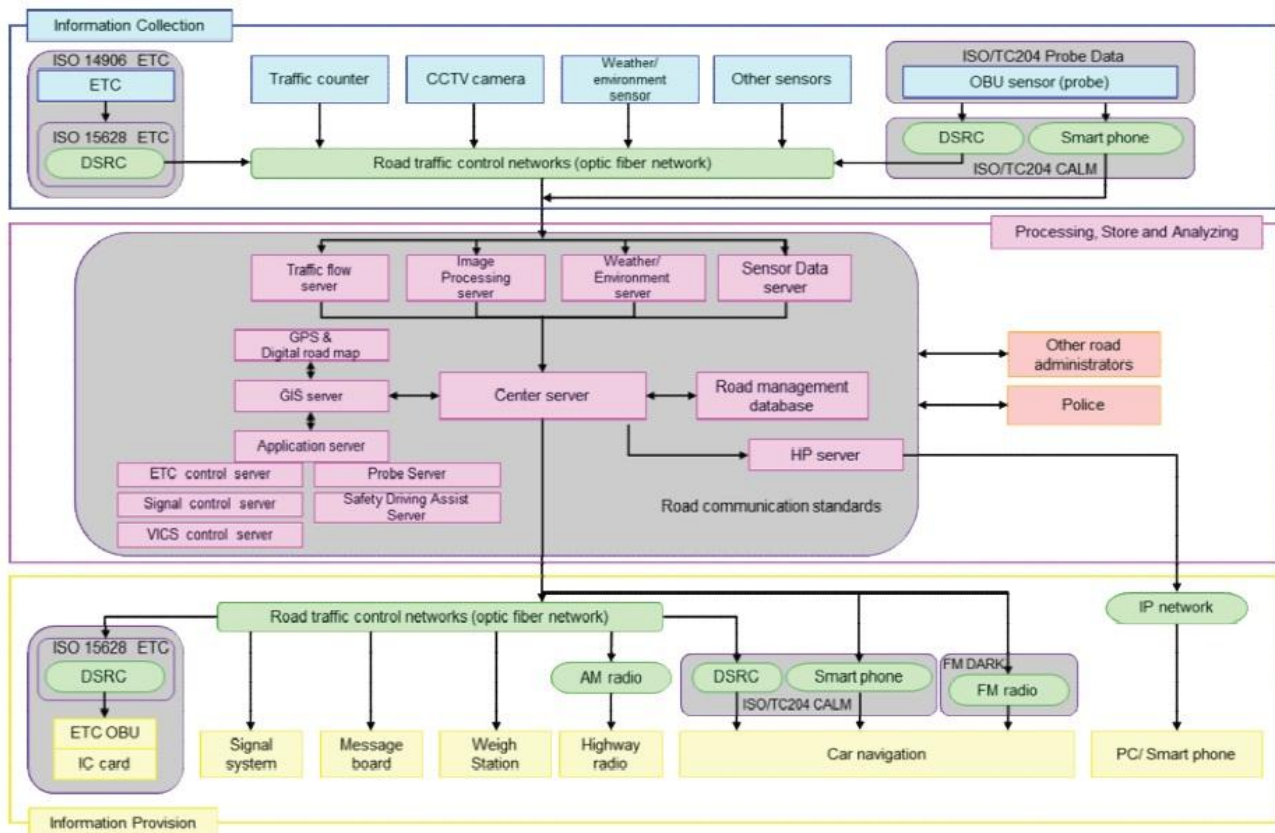 Information Collection
ISO 14906 ETC
ETC
ISO 15628 ETC
DSRC
Traffic counter
CCTV camera
Weather/
environment
sensor
Other sensors
ISO/TC204 Probe Data
OBU sensor (probe)
DSRC
Smart phone
ISO/TC204 CALM
Road traffic control networks (optic fiber network)
Processing, Store and Analyzing
Traffic flow
server
Image
Processing
server
Weather/
Environment
server
Sensor Data
server
GPS &
Digital road map
GIS server
Application server
Center server
Road management
database
HP server
Other road
administrators
Police
ETC control server
Signal control server
VICS control server
Probe Server
Safety Driving Assist
Server
Road communication standards
Road traffic control networks (optic fiber network)
IP network
ISO 15628 ETC
DSRC
ETC OBU
IC card
AM radio
DSRC
Smart phone
ISO/TC204 CALM
FM DARK
FM radio
Signal
system
Message
board
Weigh
Station
Highway
radio
Car navigation
PC/ Smart phone
Information Provision